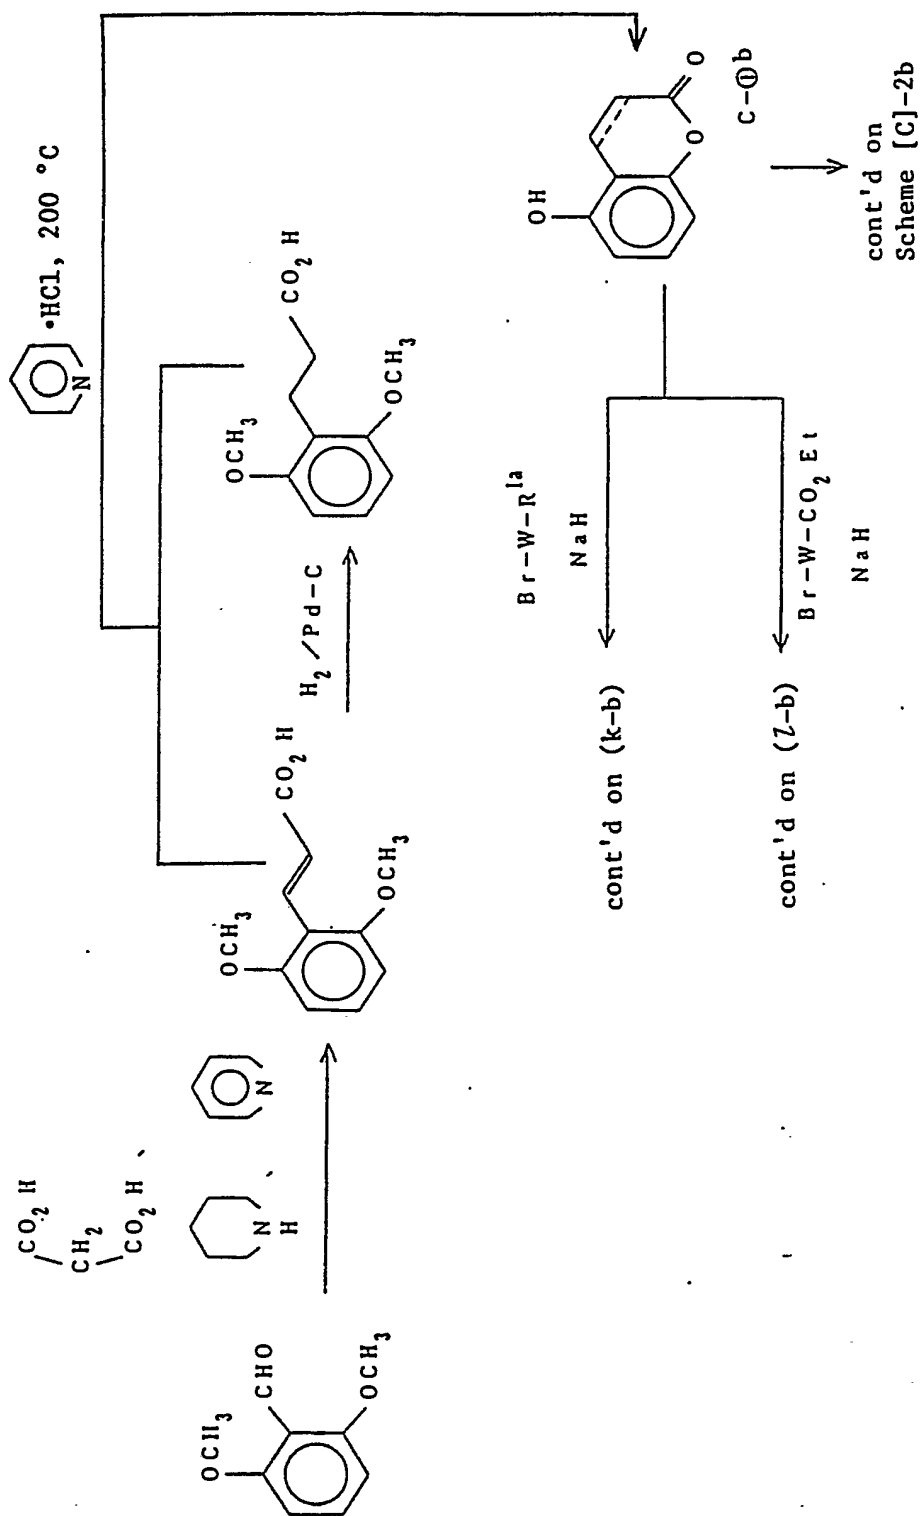 CO2H
CH2
CO2H,
N
H
,
N
OCH3
CHO
OCH3
OCH3
CO2H
OCH3
H2/Pd-C
OCH3
CO2H
OCH3
N
•HCl, 200 °C
OH
O
O
C-①b
Br-W-R1a
NaH
cont'd on (k-b)
Br-W-CO2Et
NaH
cont'd on (l-b)
cont'd on
Scheme [C]-2b